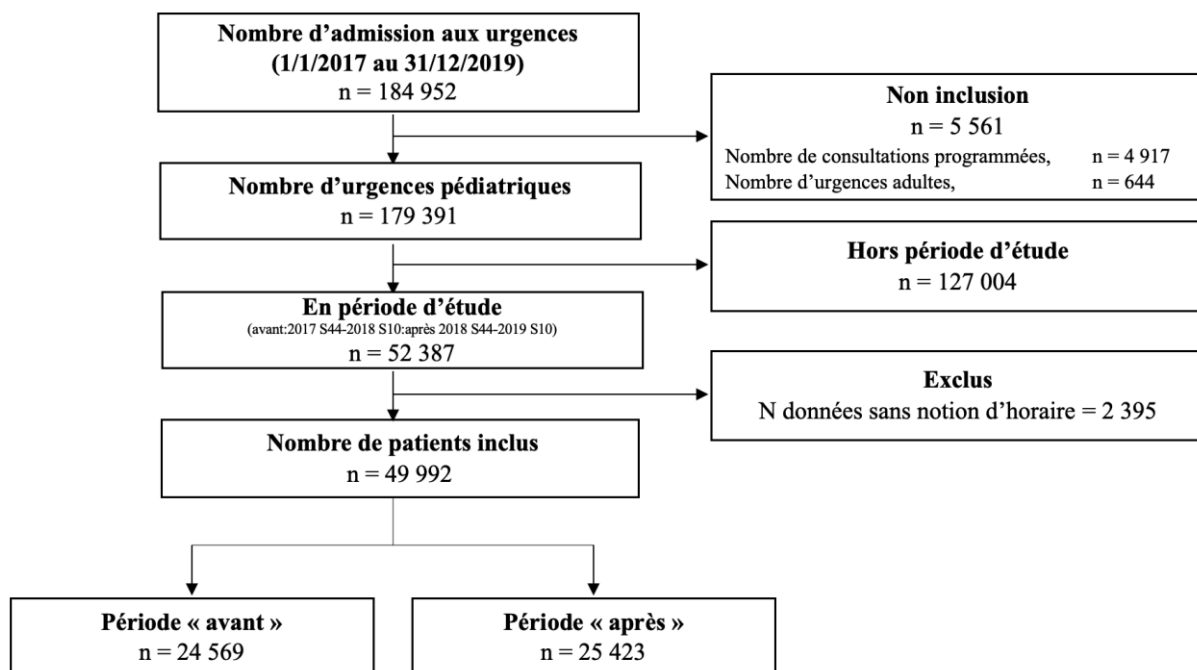 Nombre d’admission aux urgences
(1/1/2017 au 31/12/2019)
n = 184 952
Non inclusion
n = 5 561
Nombre de consultations programmées, n = 4 917
Nombre d’urgences adultes, n = 644
Nombre d’urgences pédiatriques
n = 179 391
Hors période d’étude
n = 127 004
En période d’étude
(avant:2017 S44-2018 S10:après 2018 S44-2019 S10)
n = 52 387
Exclus
N données sans notion d’horaire = 2 395
Nombre de patients inclus
n = 49 992
Période « avant »
n = 24 569
Période « après »
n = 25 423